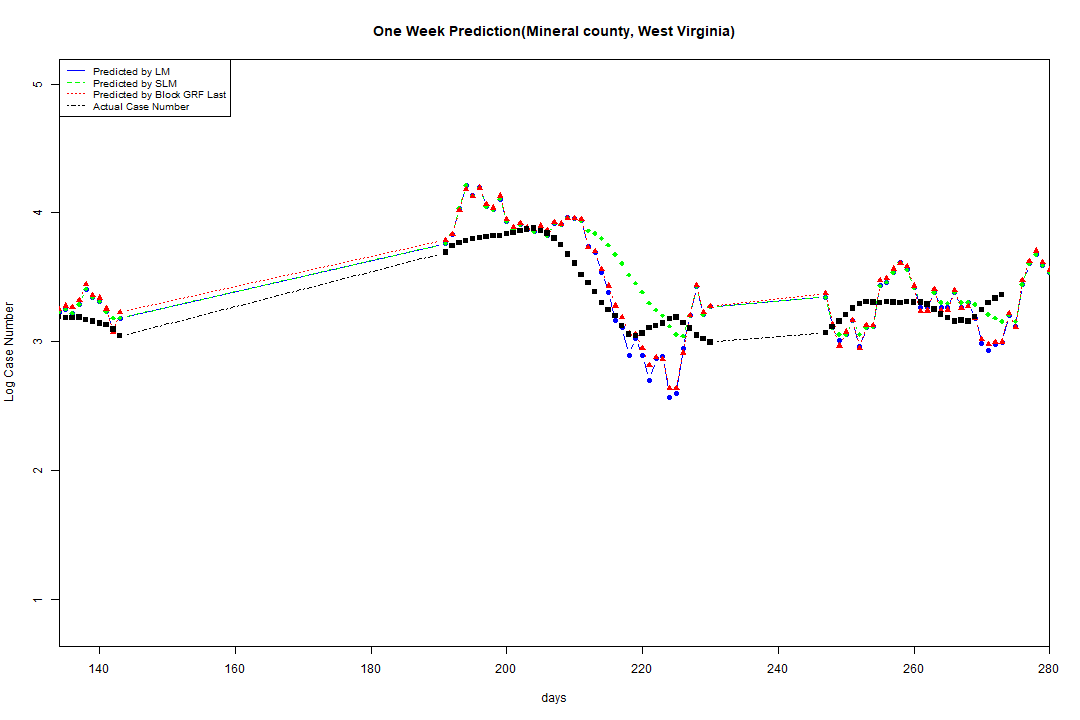 One Week Prediction(Mineral county, West Virginia)
Predicted by LM
Predicted by SLM
Predicted by Block GRF Last
Actual Case Number
5
4
3
2
1
Log Case Number
140 160 180 200 220 240 260 280
days